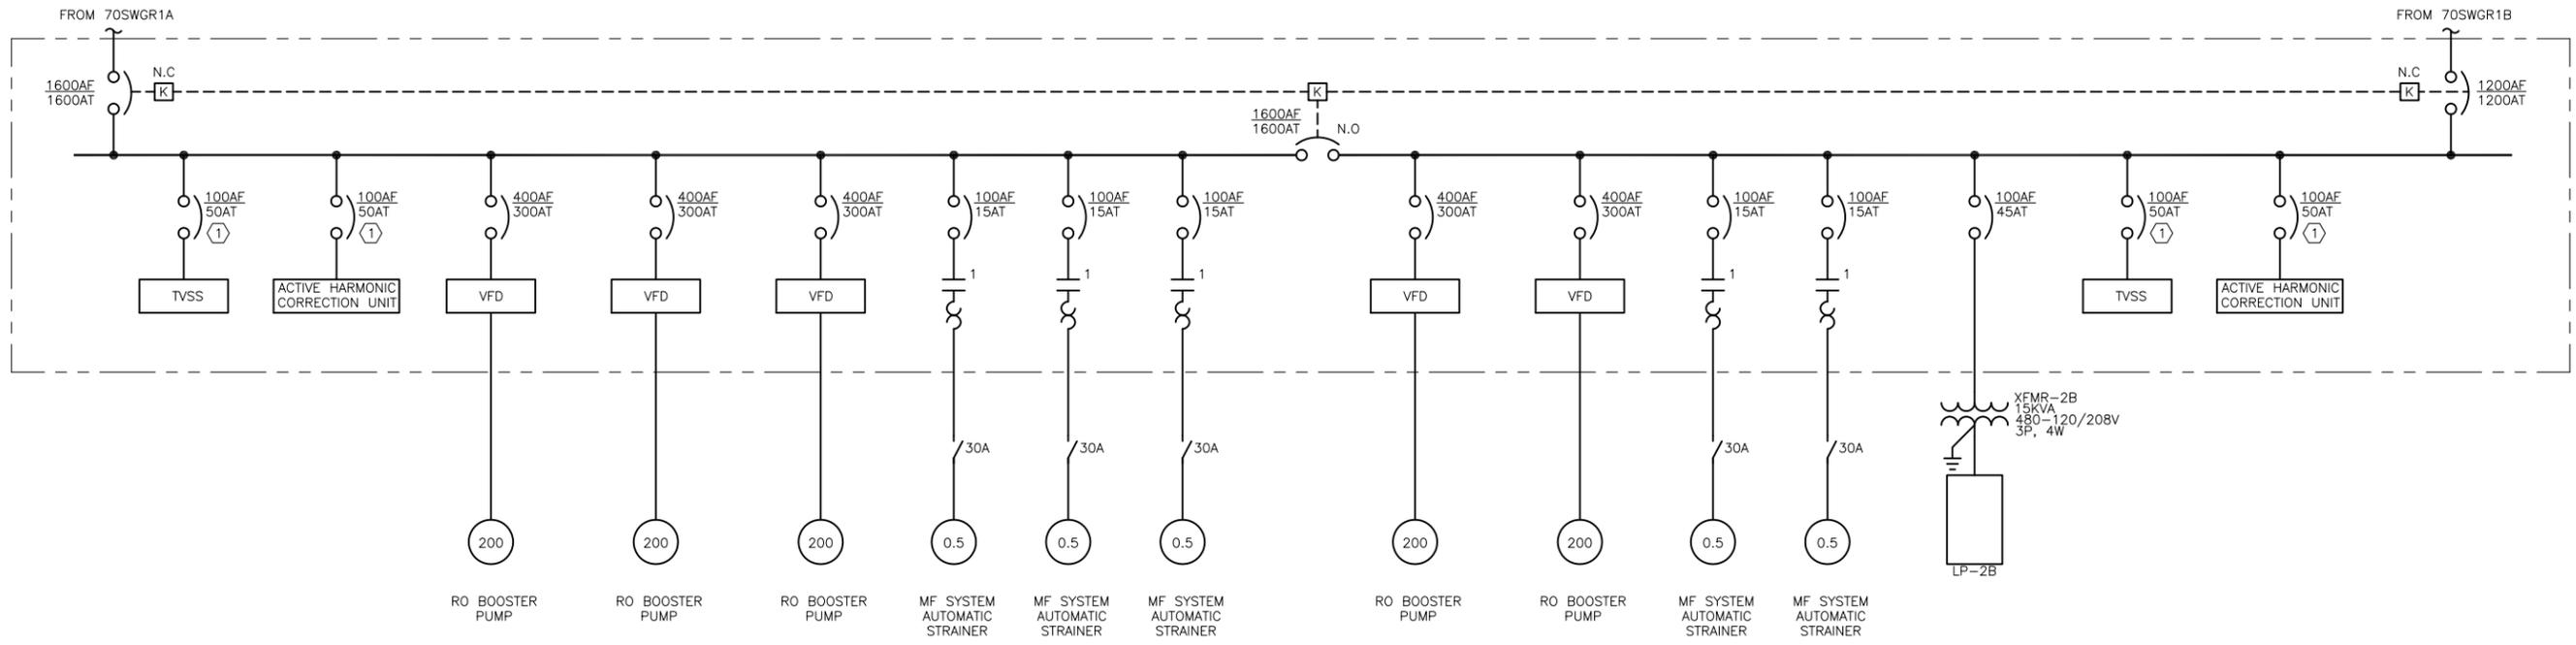 FROM 70SWGR1A
FROM 70SWGR1B
N.C
N.C
1600AF
1600AT
K
K
K
1200AF
1200AT
1600AF
1600AT
N.O
100AF
50AT
1
100AF
50AT
1
400AF
300AT
400AF
300AT
400AF
300AT
100AF
15AT
100AF
15AT
100AF
15AT
400AF
300AT
400AF
300AT
100AF
15AT
100AF
15AT
100AF
45AT
100AF
50AT
1
100AF
50AT
1
1
1
1
1
1
TVSS
ACTIVE HARMONIC
CORRECTION UNIT
VFD
VFD
VFD
VFD
VFD
TVSS
ACTIVE HARMONIC
CORRECTION UNIT
XFMR-2B
15KVA
480-120/208V
3P, 4W
30A
30A
30A
30A
30A
200
200
200
0.5
0.5
0.5
200
200
0.5
0.5
LP-2B
RO BOOSTER
PUMP
RO BOOSTER
PUMP
RO BOOSTER
PUMP
MF SYSTEM
AUTOMATIC
STRAINER
MF SYSTEM
AUTOMATIC
STRAINER
MF SYSTEM
AUTOMATIC
STRAINER
RO BOOSTER
PUMP
RO BOOSTER
PUMP
MF SYSTEM
AUTOMATIC
STRAINER
MF SYSTEM
AUTOMATIC
STRAINER